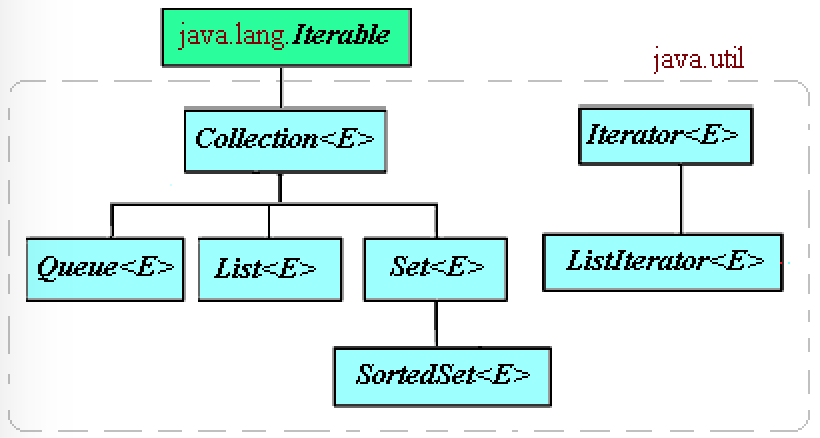 java.lang.Iterable
java.util
Collection<E>
Iterator<E>
Queue<E>
List<E>
Set<E>
ListIterator<E>
SortedSet<E>